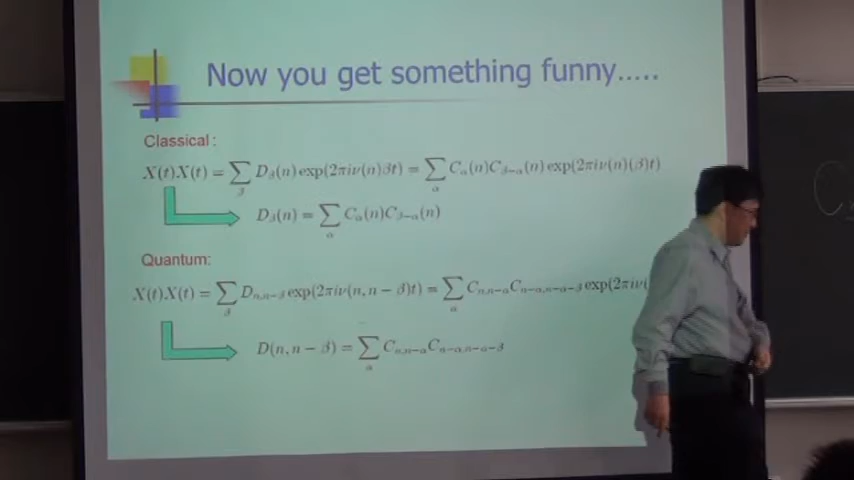 Now you get something funny.....
Classical:
X(t)X(t) = ∑_β D_β(n) exp(2πiν(n)βt) = ∑_α C_α(n)C_{β−α}(n) exp(2πiν(n)(β)t)
D_β(n) = ∑_α C_α(n)C_{β−α}(n)
Quantum:
X(t)X(t) = ∑_β D_{n,n−β} exp(2πiν(n, n − β)t) = ∑_α C_{n,n−α}C_{n−α,n−α−β} exp(2πiν(
D(n, n − β) = ∑_α C_{n,n−α}C_{n−α,n−α−β}